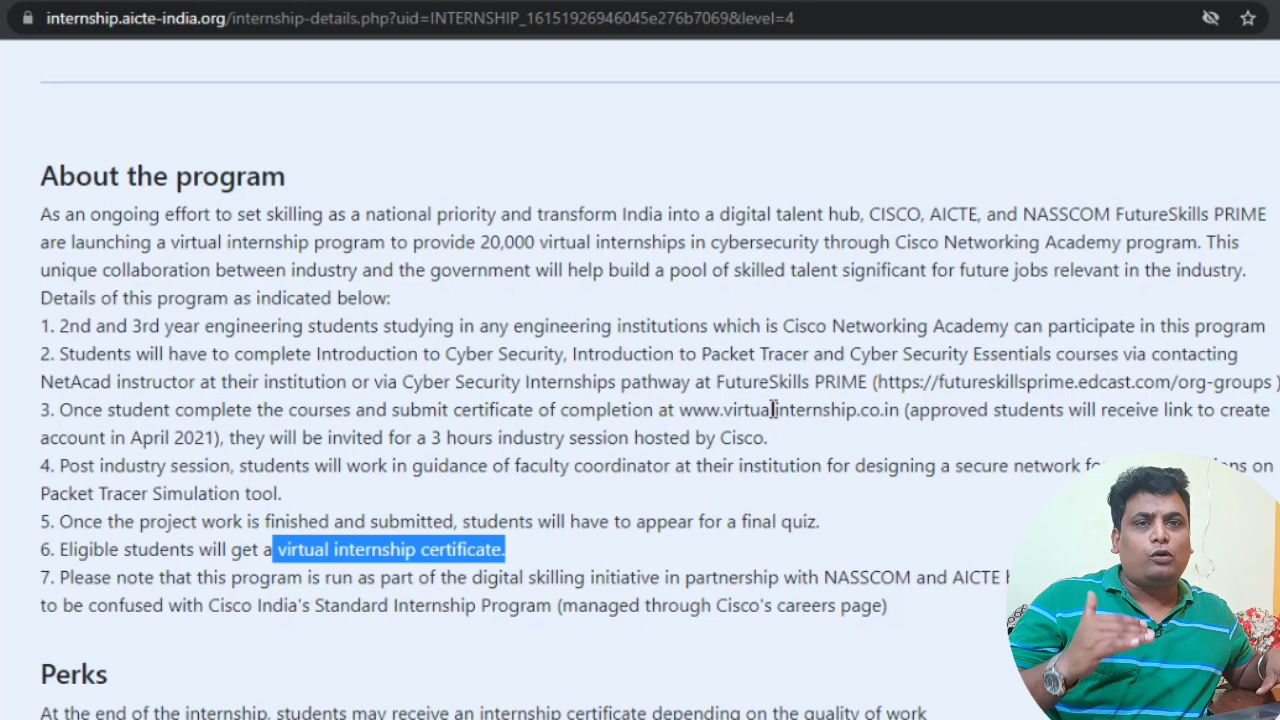 internship.aicte-india.org/internship-details.php?uid=INTERNSHIP_16151926946045e276b7069&level=4
About the program
As an ongoing effort to set skilling as a national priority and transform India into a digital talent hub, CISCO, AICTE, and NASSCOM FutureSkills PRIME
are launching a virtual internship program to provide 20,000 virtual internships in cybersecurity through Cisco Networking Academy program. This
unique collaboration between industry and the government will help build a pool of skilled talent significant for future jobs relevant in the industry.
Details of this program as indicated below:
1. 2nd and 3rd year engineering students studying in any engineering institutions which is Cisco Networking Academy can participate in this program
2. Students will have to complete Introduction to Cyber Security, Introduction to Packet Tracer and Cyber Security Essentials courses via contacting
NetAcad instructor at their institution or via Cyber Security Internships pathway at FutureSkills PRIME (https://futureskillsprime.edcast.com/org-groups )
3. Once student complete the courses and submit certificate of completion at www.virtualinternship.co.in (approved students will receive link to create
account in April 2021), they will be invited for a 3 hours industry session hosted by Cisco.
4. Post industry session, students will work in guidance of faculty coordinator at their institution for designing a secure network on
Packet Tracer Simulation tool.
5. Once the project work is finished and submitted, students will have to appear for a final quiz.
6. Eligible students will get a virtual internship certificate.
7. Please note that this program is run as part of the digital skilling initiative in partnership with NASSCOM and AICTE
to be confused with Cisco India's Standard Internship Program (managed through Cisco's careers page)
Perks
At the end of the internship, students may receive an internship certificate depending on the quality of work